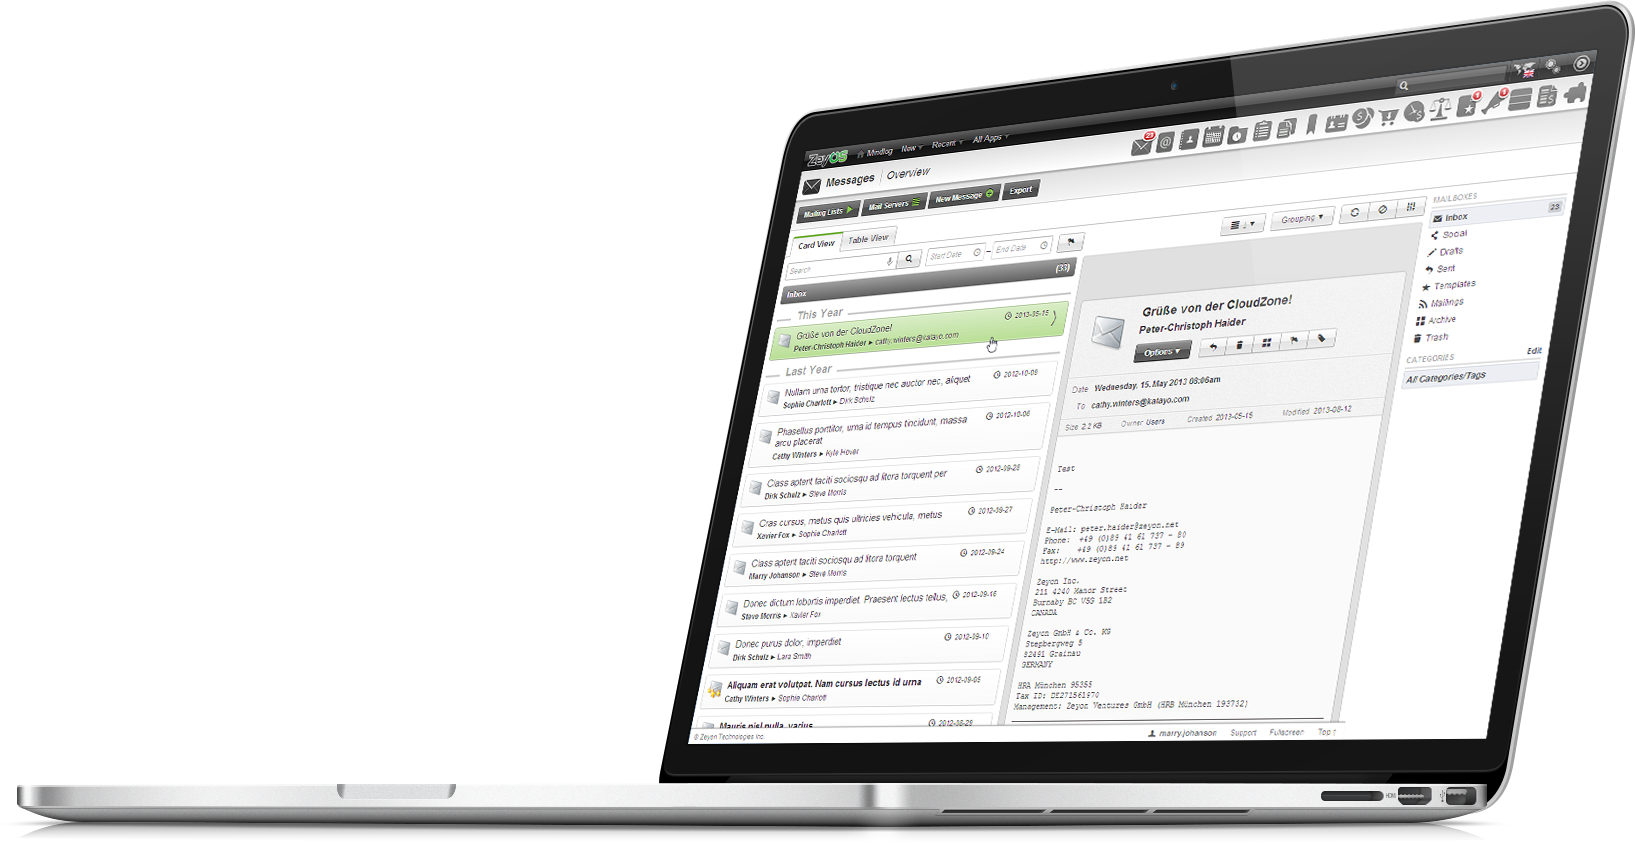 ZeyOS Mindlog New Recent All Apps
23 1 1
Messages Overview
Mailing Lists Mail Servers New Message Export
Card View Table View
Search Start Date – End Date
Grouping
Inbox (33)
This Year
Grüße von der CloudZone! 2013-05-15
Peter-Christoph Haider ▸ cathy.winters@katayo.com
Last Year
Nullam urna tortor, tristique nec auctor nec, aliquet 2012-10-09
Sophie Charlott ▸ Dirk Schulz
Phasellus porttitor, urna id tempus tincidunt, massa 2012-10-06
arcu placerat
Cathy Winters ▸ Kyle Hover
Class aptent taciti sociosqu ad litora torquent per 2012-09-28
Dirk Schulz ▸ Steve Morris
Cras cursus, metus quis ultricies vehicula, metus 2012-09-27
Xavier Fox ▸ Sophie Charlott
Class aptent taciti sociosqu ad litora torquent 2012-09-24
Marry Johanson ▸ Steve Morris
Donec dictum lobortis imperdiet. Praesent lectus tellus, 2012-09-16
Steve Morris ▸ Xavier Fox
Donec purus dolor, imperdiet 2012-09-10
Dirk Schulz ▸ Lara Smith
Aliquam erat volutpat. Nam cursus lectus id urna 2012-09-05
Cathy Winters ▸ Sophie Charlott
Mauris nisl nulla, varius 2012-08-26
Grüße von der CloudZone!
Peter-Christoph Haider
Options
Date Wednesday, 15. May 2013 08:06am
To cathy.winters@katayo.com
Size 2.2 KB Owner Users Created 2013-05-15 Modified 2013-08-12
Test
--
Peter-Christoph Haider
E-Mail: peter.haider@zeyon.net
Phone: +49 (0)89 41 61 737 - 80
Fax: +49 (0)89 41 61 737 - 89
http://www.zeyon.net
Zeyon Inc.
211 4240 Manor Street
Burnaby BC V5G 1B2
CANADA
Zeyon GmbH & Co. KG
Stepbergweg 5
82491 Grainau
GERMANY
HRA München 95355
Tax ID: DE271561970
Management: Zeyon Ventures GmbH (HRB München 193732)
MAILBOXES
Inbox 23
Social
Drafts
Sent
Templates
Mailings
Archive
Trash
CATEGORIES Edit
All Categories/Tags
© Zeyon Technologies Inc. marry.johanson Support Fullscreen Top ↑